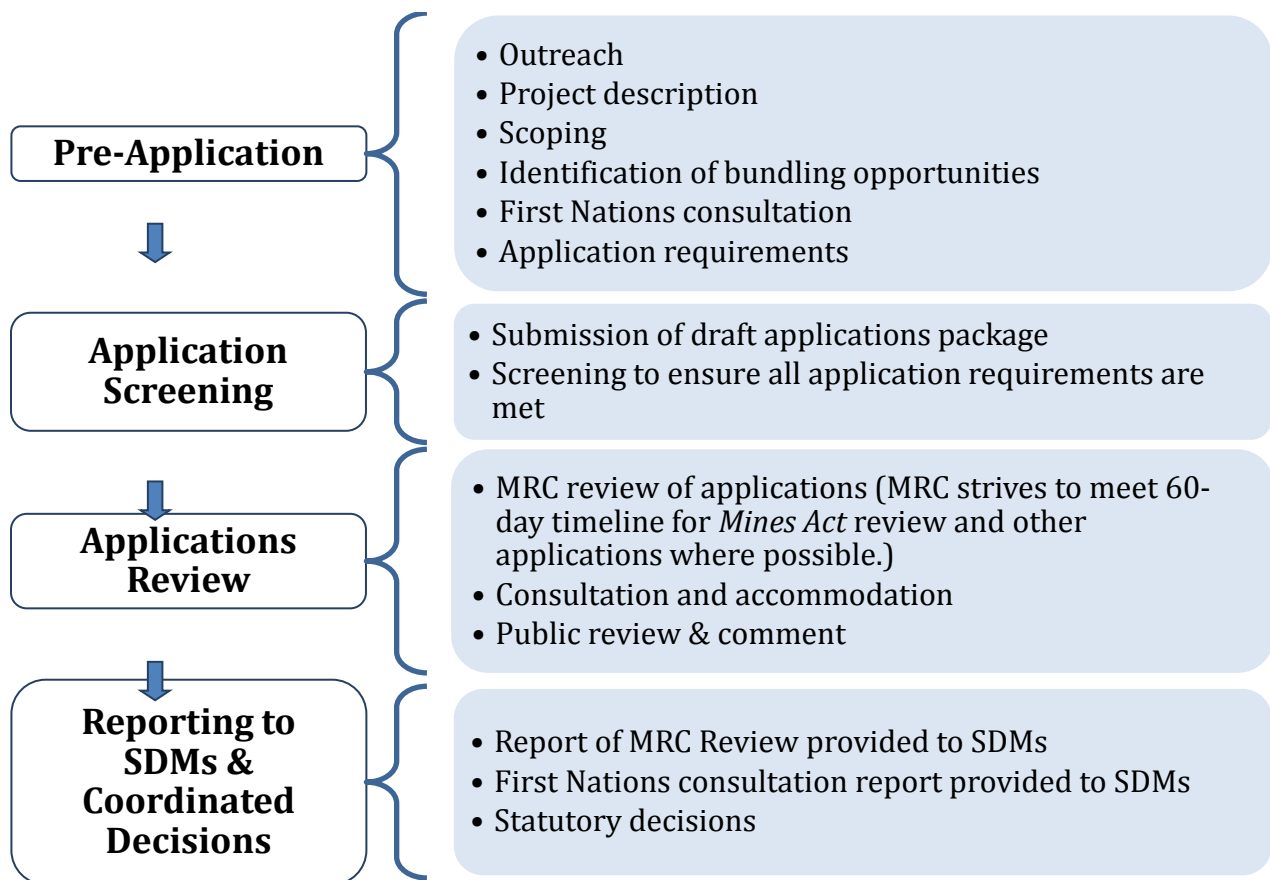 Pre-Application
• Outreach
• Project description
• Scoping
• Identification of bundling opportunities
• First Nations consultation
• Application requirements
Application
Screening
• Submission of draft applications package
• Screening to ensure all application requirements are
met
Applications
Review
• MRC review of applications (MRC strives to meet 60-
day timeline for Mines Act review and other
applications where possible.)
• Consultation and accommodation
• Public review & comment
Reporting to
SDMs &
Coordinated
Decisions
• Report of MRC Review provided to SDMs
• First Nations consultation report provided to SDMs
• Statutory decisions